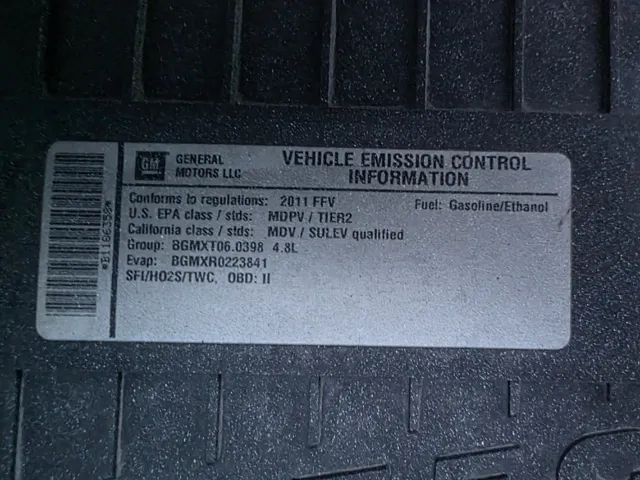 GM GENERAL MOTORS LLC
VEHICLE EMISSION CONTROL
INFORMATION
Conforms to regulations: 2011 FFV Fuel: Gasoline/Ethanol
U.S. EPA class / stds: MDPV / TIER2
California class / stds: MDV / SULEV qualified
Group: BGMXT06.0398 4.8L
Evap: BGMXR0223841
SFI/HO2S/TWC, OBD: II
*B1186358*